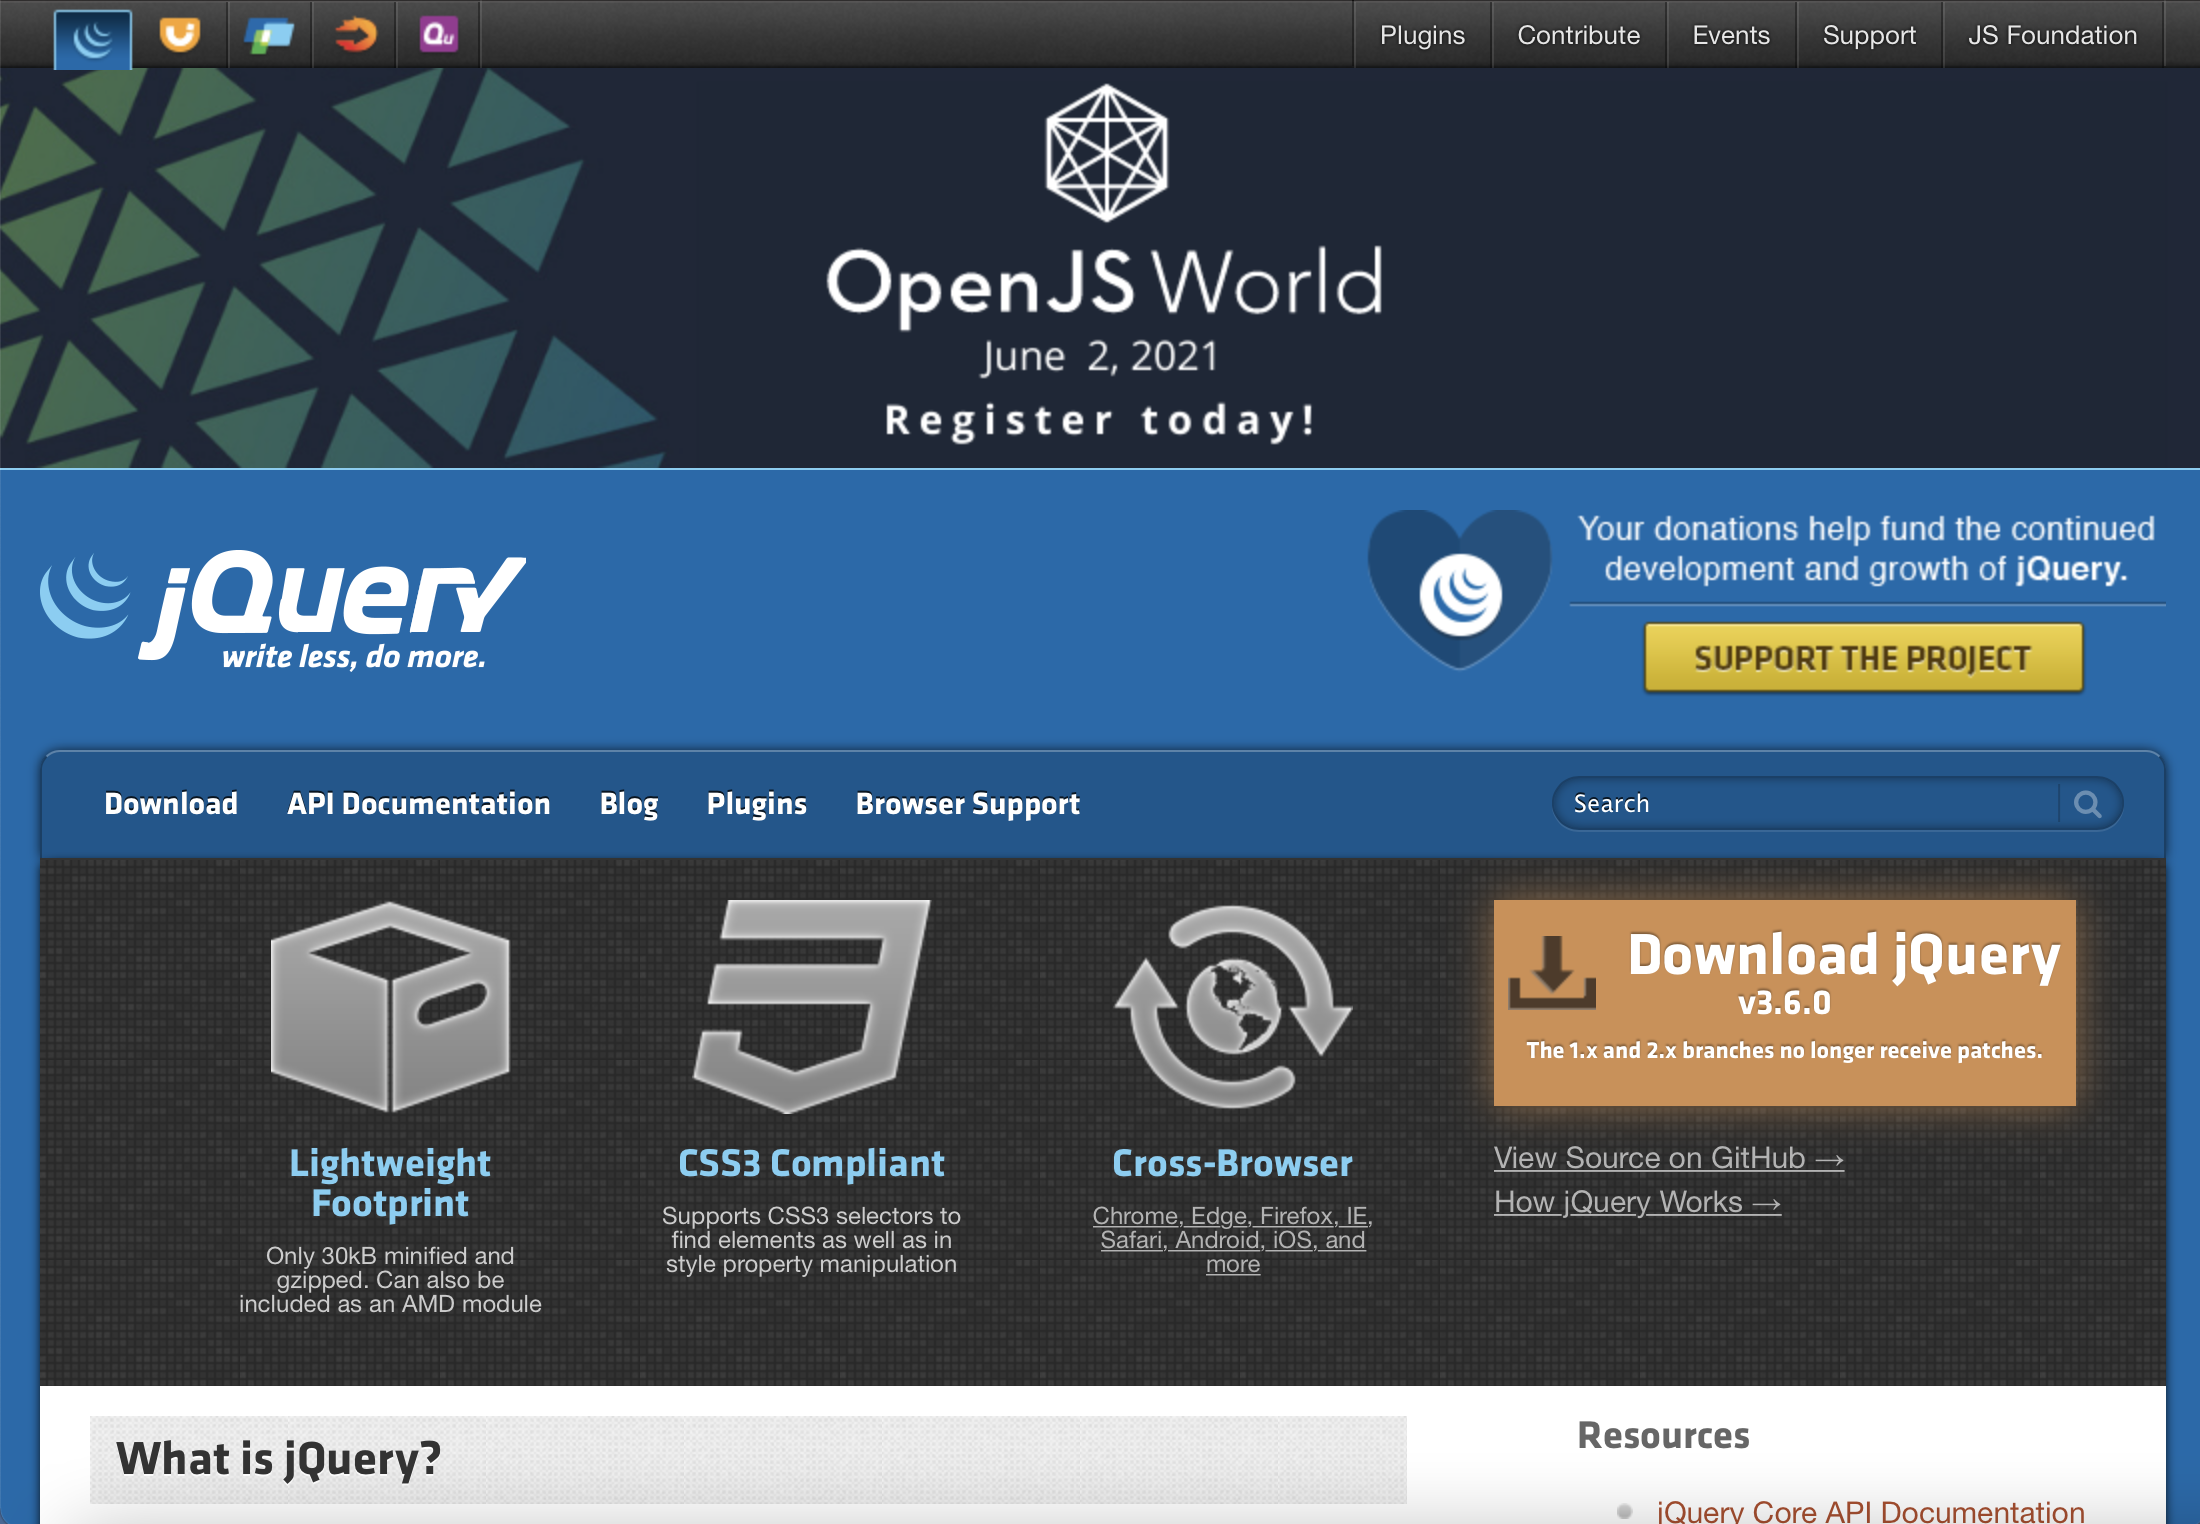 Qu
Plugins
Contribute
Events
Support
JS Foundation
OpenJS World
June 2, 2021
Register today!
jQuery
write less, do more.
Your donations help fund the continued
development and growth of jQuery.
SUPPORT THE PROJECT
Download
API Documentation
Blog
Plugins
Browser Support
Search
Lightweight
Footprint
Only 30kB minified and
gzipped. Can also be
included as an AMD module
CSS3 Compliant
Supports CSS3 selectors to
find elements as well as in
style property manipulation
Cross-Browser
Chrome, Edge, Firefox, IE,
Safari, Android, iOS, and
more
Download jQuery
v3.6.0
The 1.x and 2.x branches no longer receive patches.
View Source on GitHub →
How jQuery Works →
What is jQuery?
Resources
jQuery Core API Documentation